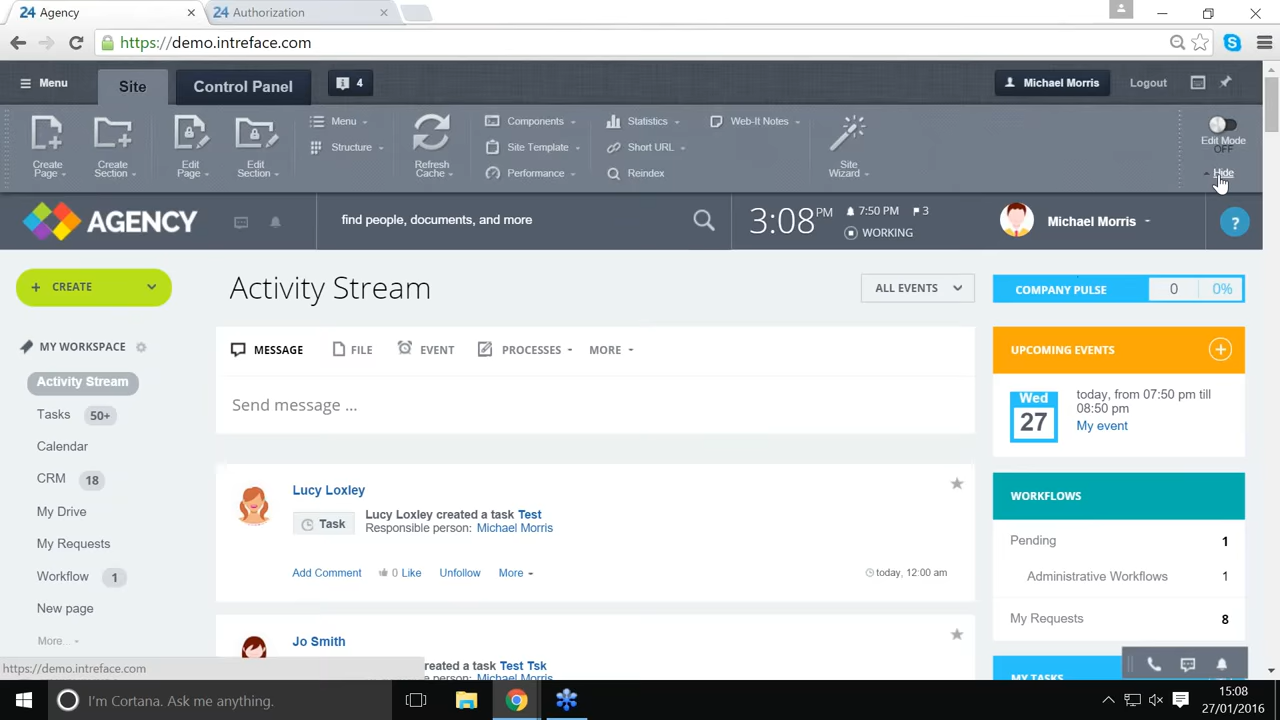 24 Agency
24 Authorization
https://demo.intreface.com
Menu
Site
Control Panel
4
Michael Morris
Logout
Create Page
Create Section
Edit Page
Edit Section
Menu
Structure
Refresh Cache
Components
Site Template
Performance
Statistics
Short URL
Reindex
Web-It Notes
Site Wizard
Edit Mode
OFF
Hide
AGENCY
find people, documents, and more
3:08 PM
7:50 PM 3
WORKING
Michael Morris
?
+ CREATE
Activity Stream
ALL EVENTS
COMPANY PULSE 0 0%
MY WORKSPACE
Activity Stream
Tasks 50+
Calendar
CRM 18
My Drive
My Requests
Workflow 1
New page
More...
MESSAGE FILE EVENT PROCESSES MORE
Send message ...
Lucy Loxley
Task
Lucy Loxley created a task Test
Responsible person: Michael Morris
Add Comment 0 Like Unfollow More today, 12:00 am
Jo Smith
created a task Test Tsk
Michael Morris
UPCOMING EVENTS
Wed
27
today, from 07:50 pm till
08:50 pm
My event
WORKFLOWS
Pending 1
Administrative Workflows 1
My Requests 8
MY TASKS
https://demo.intreface.com
I'm Cortana. Ask me anything.
15:08
27/01/2016